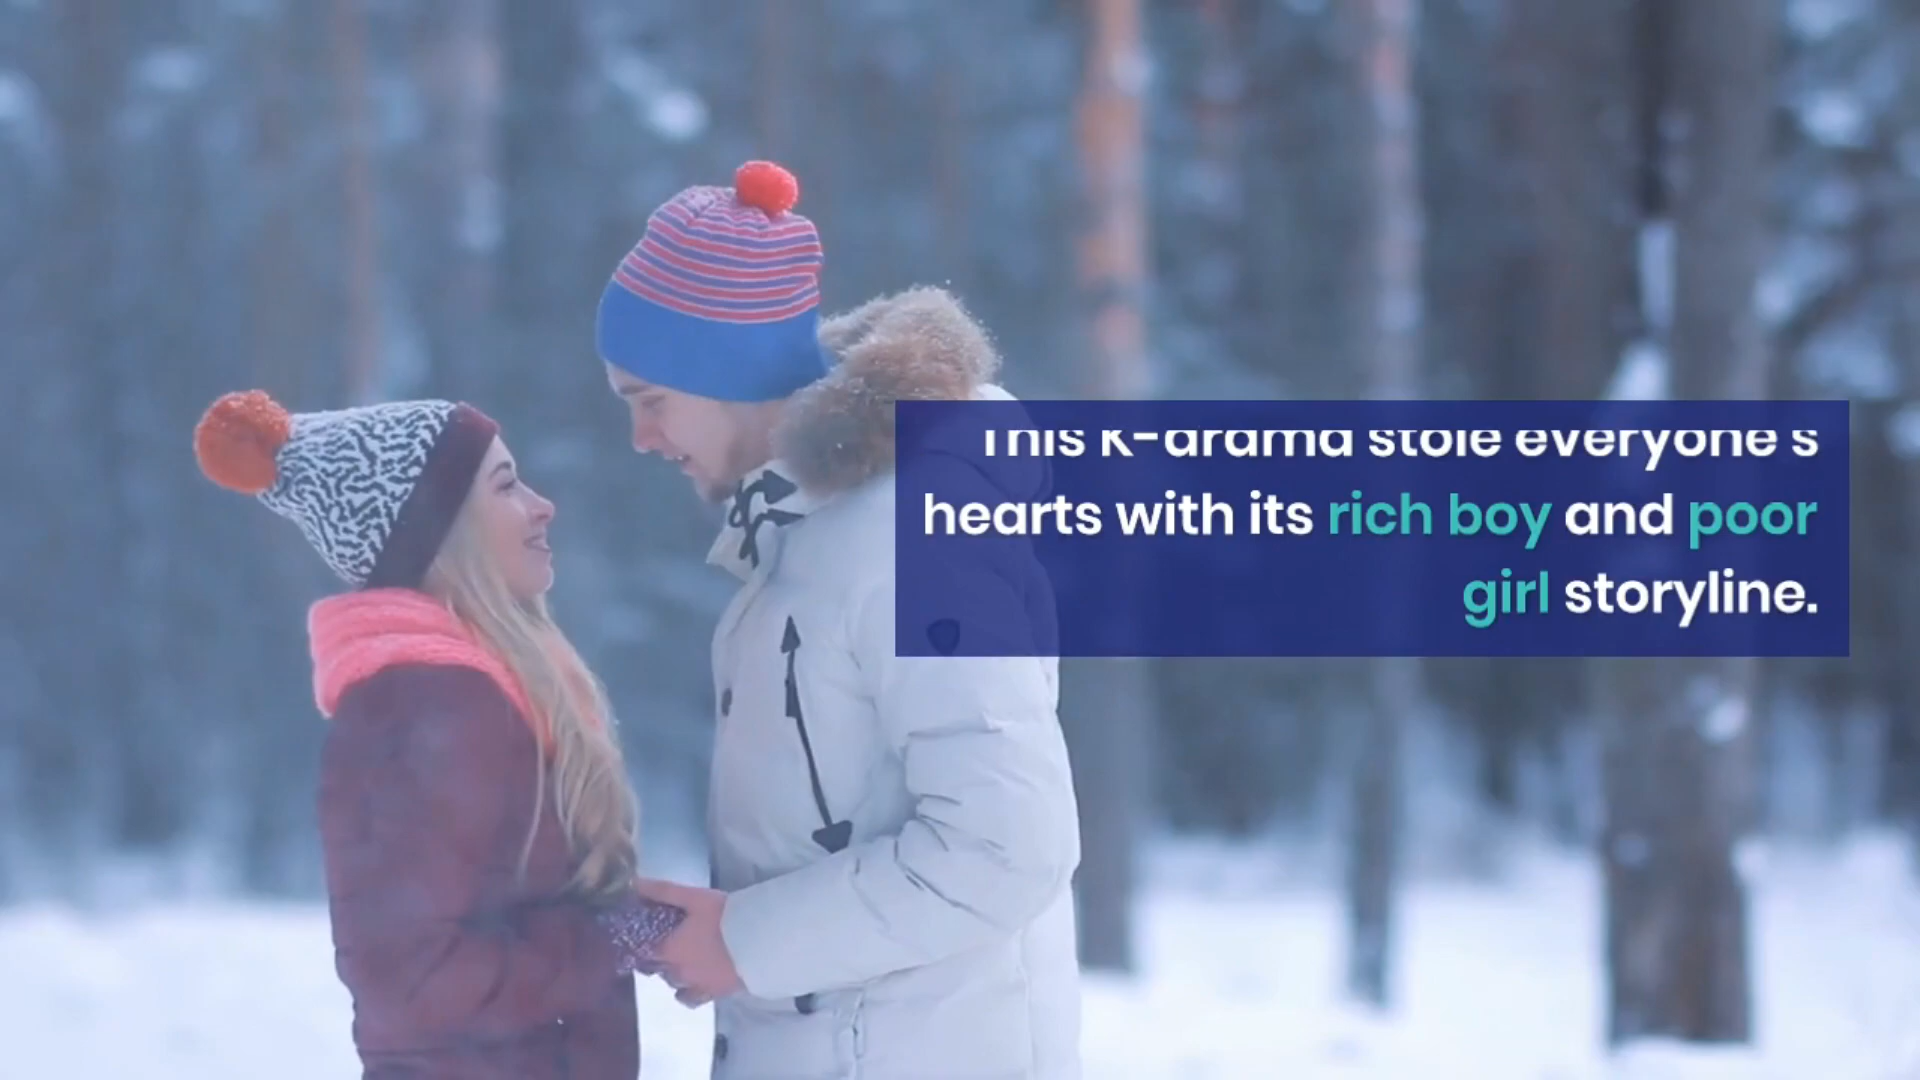 This K-drama stole everyone's
hearts with its rich boy and poor
girl storyline.